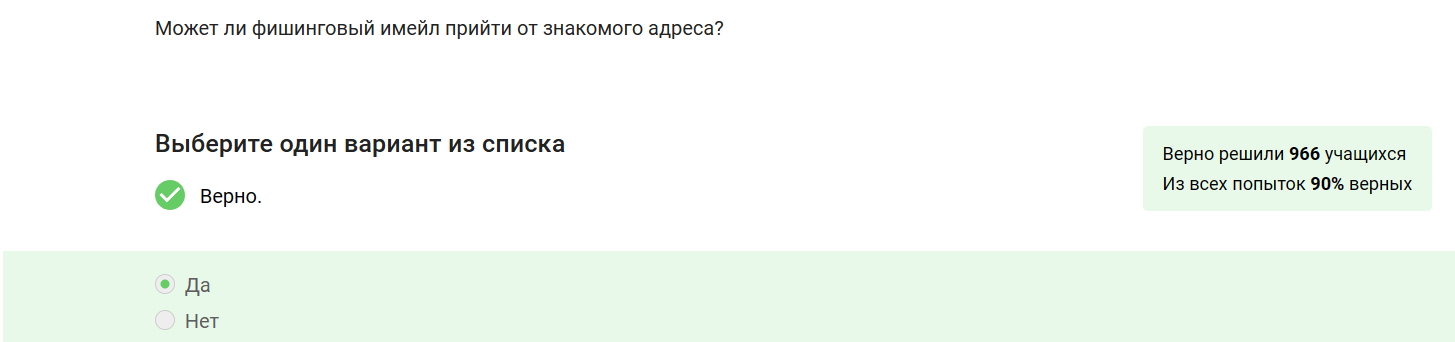 Может ли фишинговый имейл прийти от знакомого адреса?
Выберите один вариант из списка
Верно.
Верно решили 966 учащихся
Из всех попыток 90% верных
Да
Нет